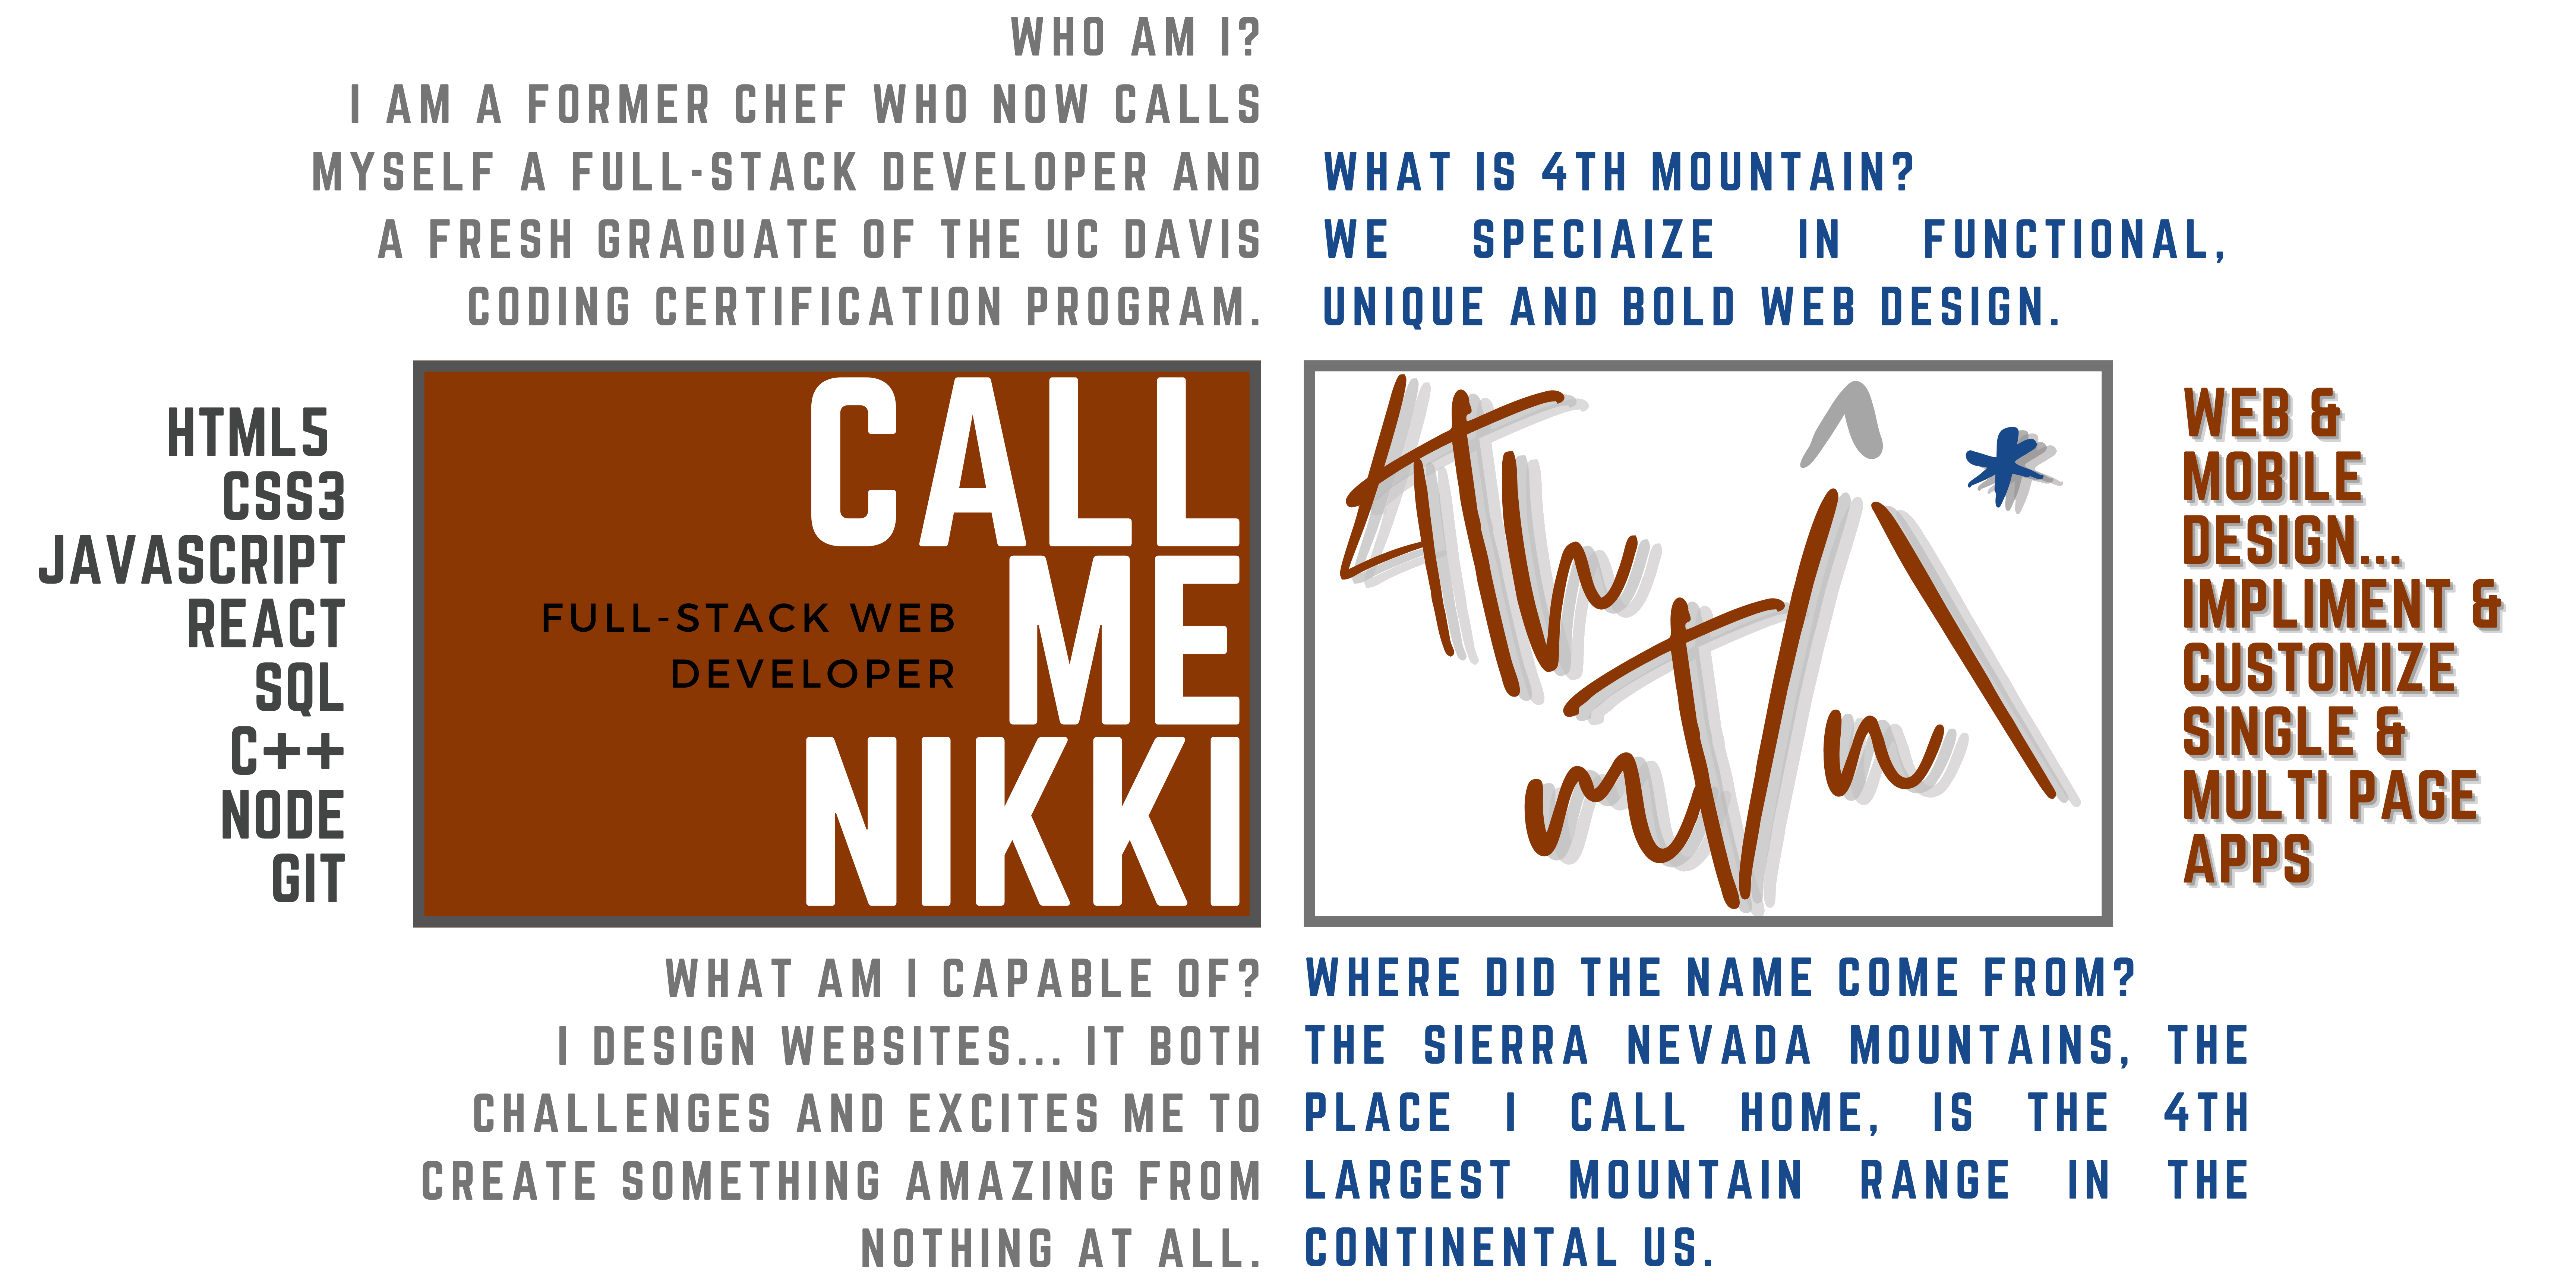 WHO AM I?
I AM A FORMER CHEF WHO NOW CALLS
MYSELF A FULL-STACK DEVELOPER AND
A FRESH GRADUATE OF THE UC DAVIS
CODING CERTIFICATION PROGRAM.
WHAT IS 4TH MOUNTAIN?
WE SPECIAIZE IN FUNCTIONAL,
UNIQUE AND BOLD WEB DESIGN.
HTML5
CSS3
JAVASCRIPT
REACT
SQL
C++
NODE
GIT
CALL
ME
NIKKI
FULL-STACK WEB
DEVELOPER
4Th
mTn
*
WEB &
MOBILE
DESIGN...
IMPLIMENT &
CUSTOMIZE
SINGLE &
MULTI PAGE
APPS
WHAT AM I CAPABLE OF?
I DESIGN WEBSITES... IT BOTH
CHALLENGES AND EXCITES ME TO
CREATE SOMETHING AMAZING FROM
NOTHING AT ALL.
WHERE DID THE NAME COME FROM?
THE SIERRA NEVADA MOUNTAINS, THE
PLACE I CALL HOME, IS THE 4TH
LARGEST MOUNTAIN RANGE IN THE
CONTINENTAL US.